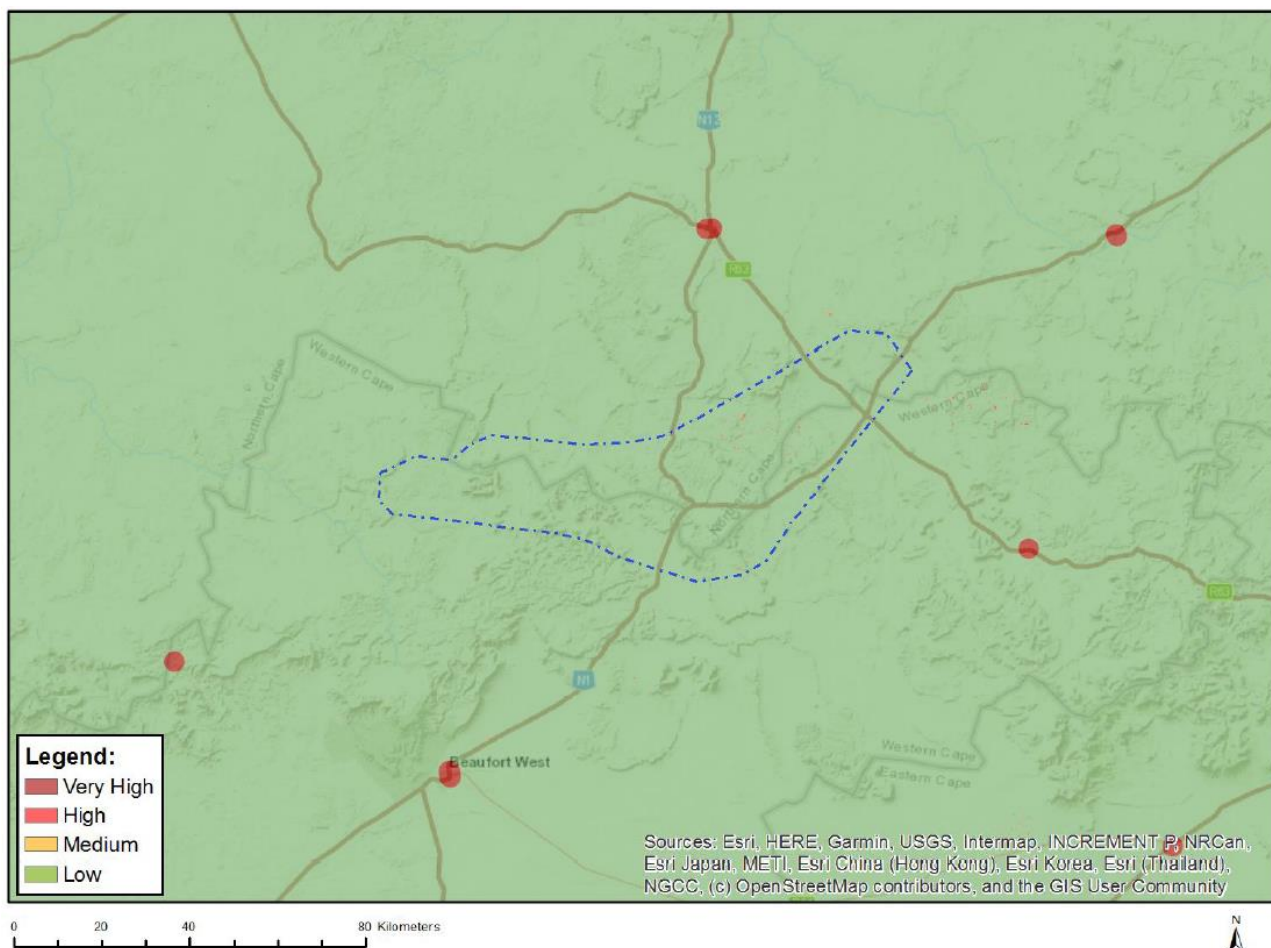 N12
R63
Western Cape
Northern Cape
Western Cape
Northern Cape
R63
N1
Beaufort West
Western Cape
Eastern Cape
Legend:
Very High
High
Medium
Low
Sources: Esri, HERE, Garmin, USGS, Intermap, INCREMENT P, NRCan,
Esri Japan, METI, Esri China (Hong Kong), Esri Korea, Esri (Thailand),
NGCC, (c) OpenStreetMap contributors, and the GIS User Community
0 20 40 80 Kilometers
N